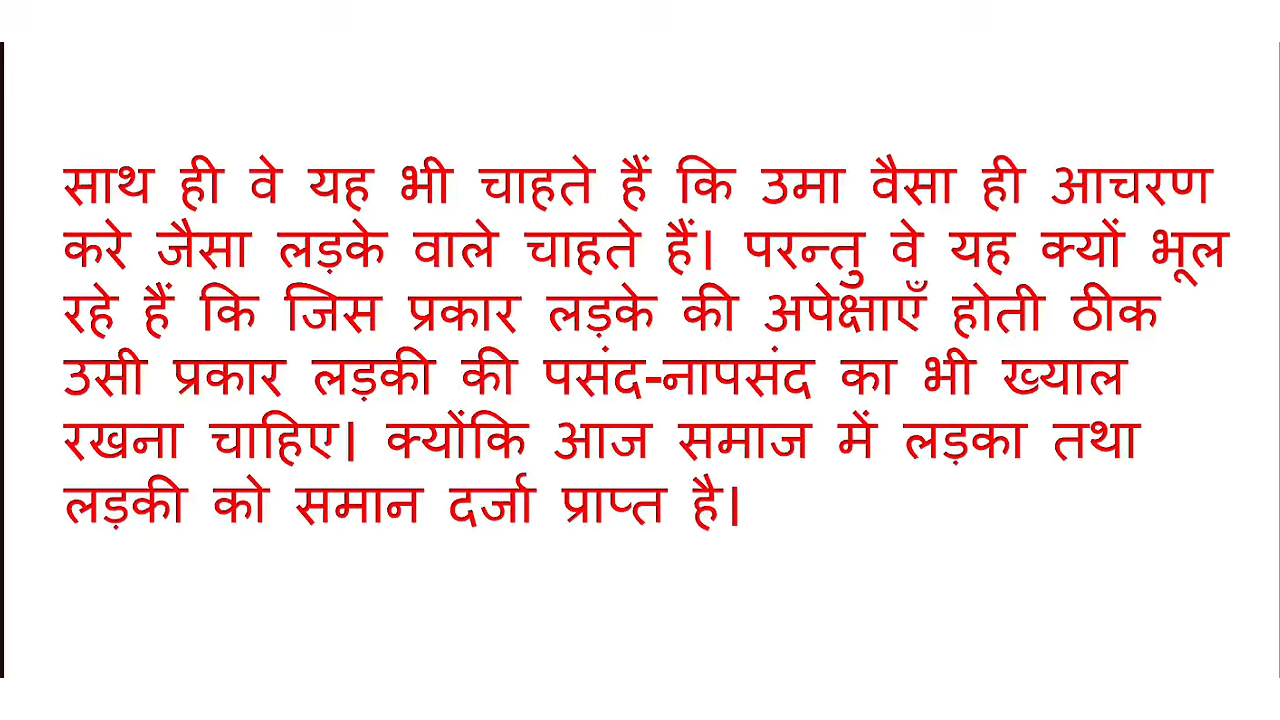 साथ ही वे यह भी चाहते हैं कि उमा वैसा ही आचरण
करे जैसा लड़के वाले चाहते हैं। परन्तु वे यह क्यों भूल
रहे हैं कि जिस प्रकार लड़के की अपेक्षाएँ होती ठीक
उसी प्रकार लड़की की पसंद-नापसंद का भी ख्याल
रखना चाहिए। क्योंकि आज समाज में लड़का तथा
लड़की को समान दर्जा प्राप्त है।